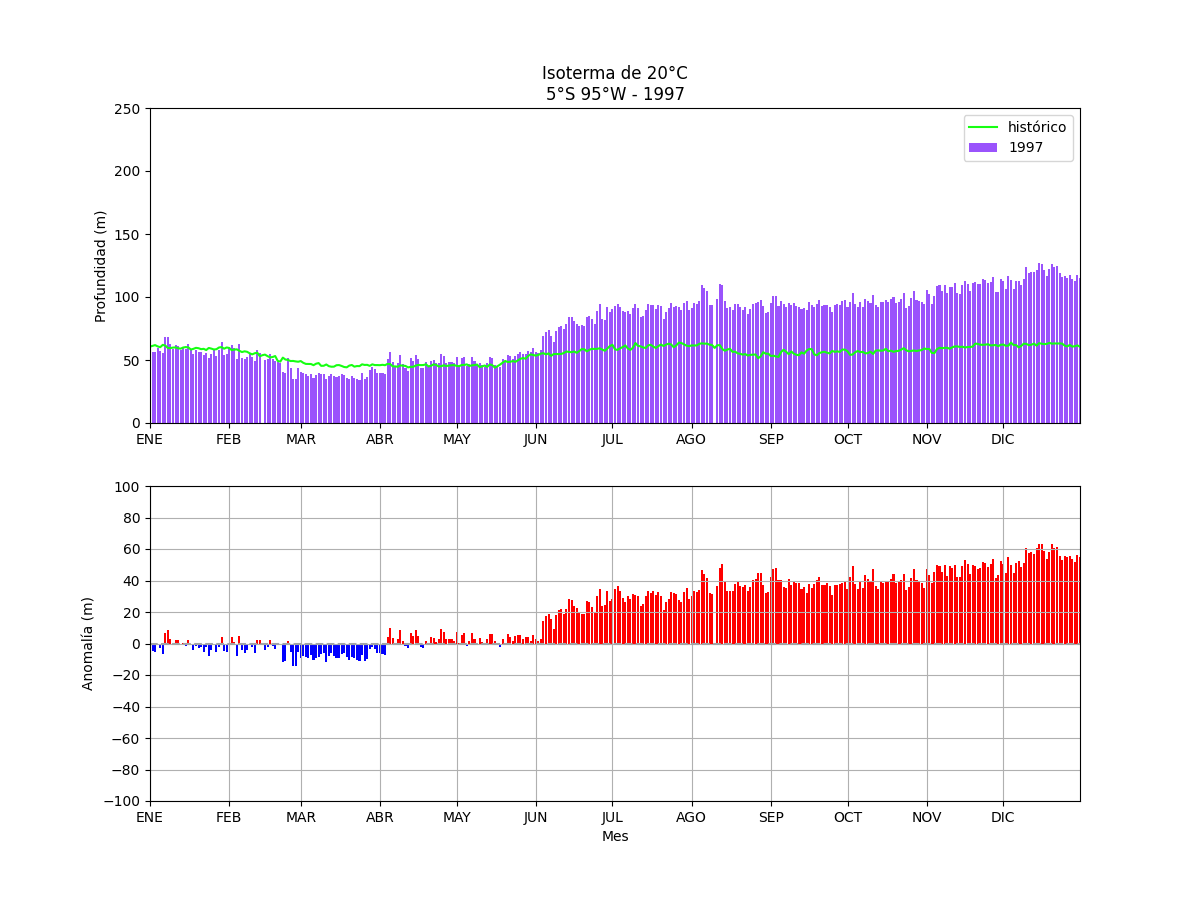 Isoterma de 20°C
5°S 95°W - 1997
250
200
150
100
50
0
Profundidad (m)
histórico
1997
ENE FEB MAR ABR MAY JUN JUL AGO SEP OCT NOV DIC
100
80
60
40
20
0
−20
−40
−60
−80
−100
Anomalía (m)
ENE FEB MAR ABR MAY JUN JUL AGO SEP OCT NOV DIC
Mes